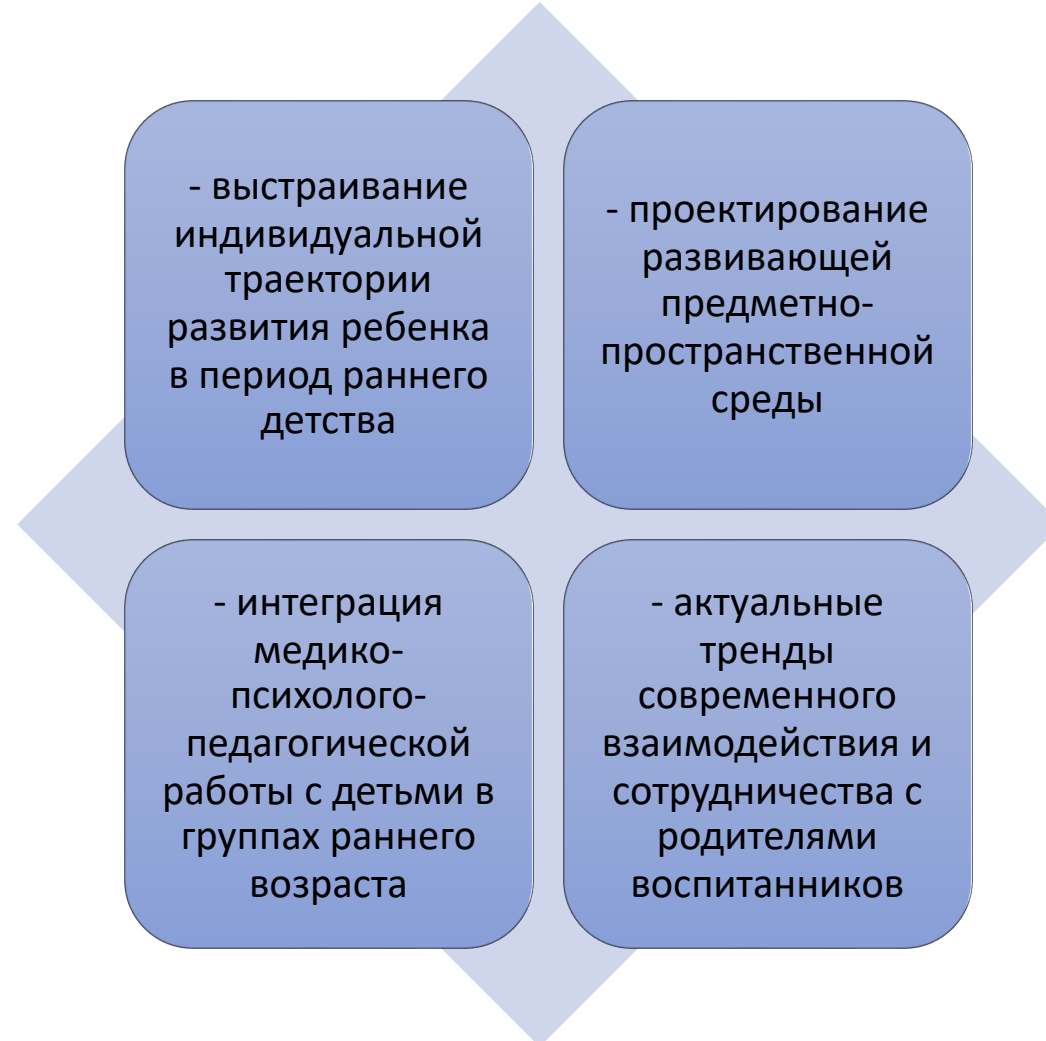 - выстраивание
индивидуальной
траектории
развития ребенка
в период раннего
детства
- проектирование
развивающей
предметно-
пространственной
среды
- интеграция
медико-
психолого-
педагогической
работы с детьми в
группах раннего
возраста
- актуальные
тренды
современного
взаимодействия и
сотрудничества с
родителями
воспитанников